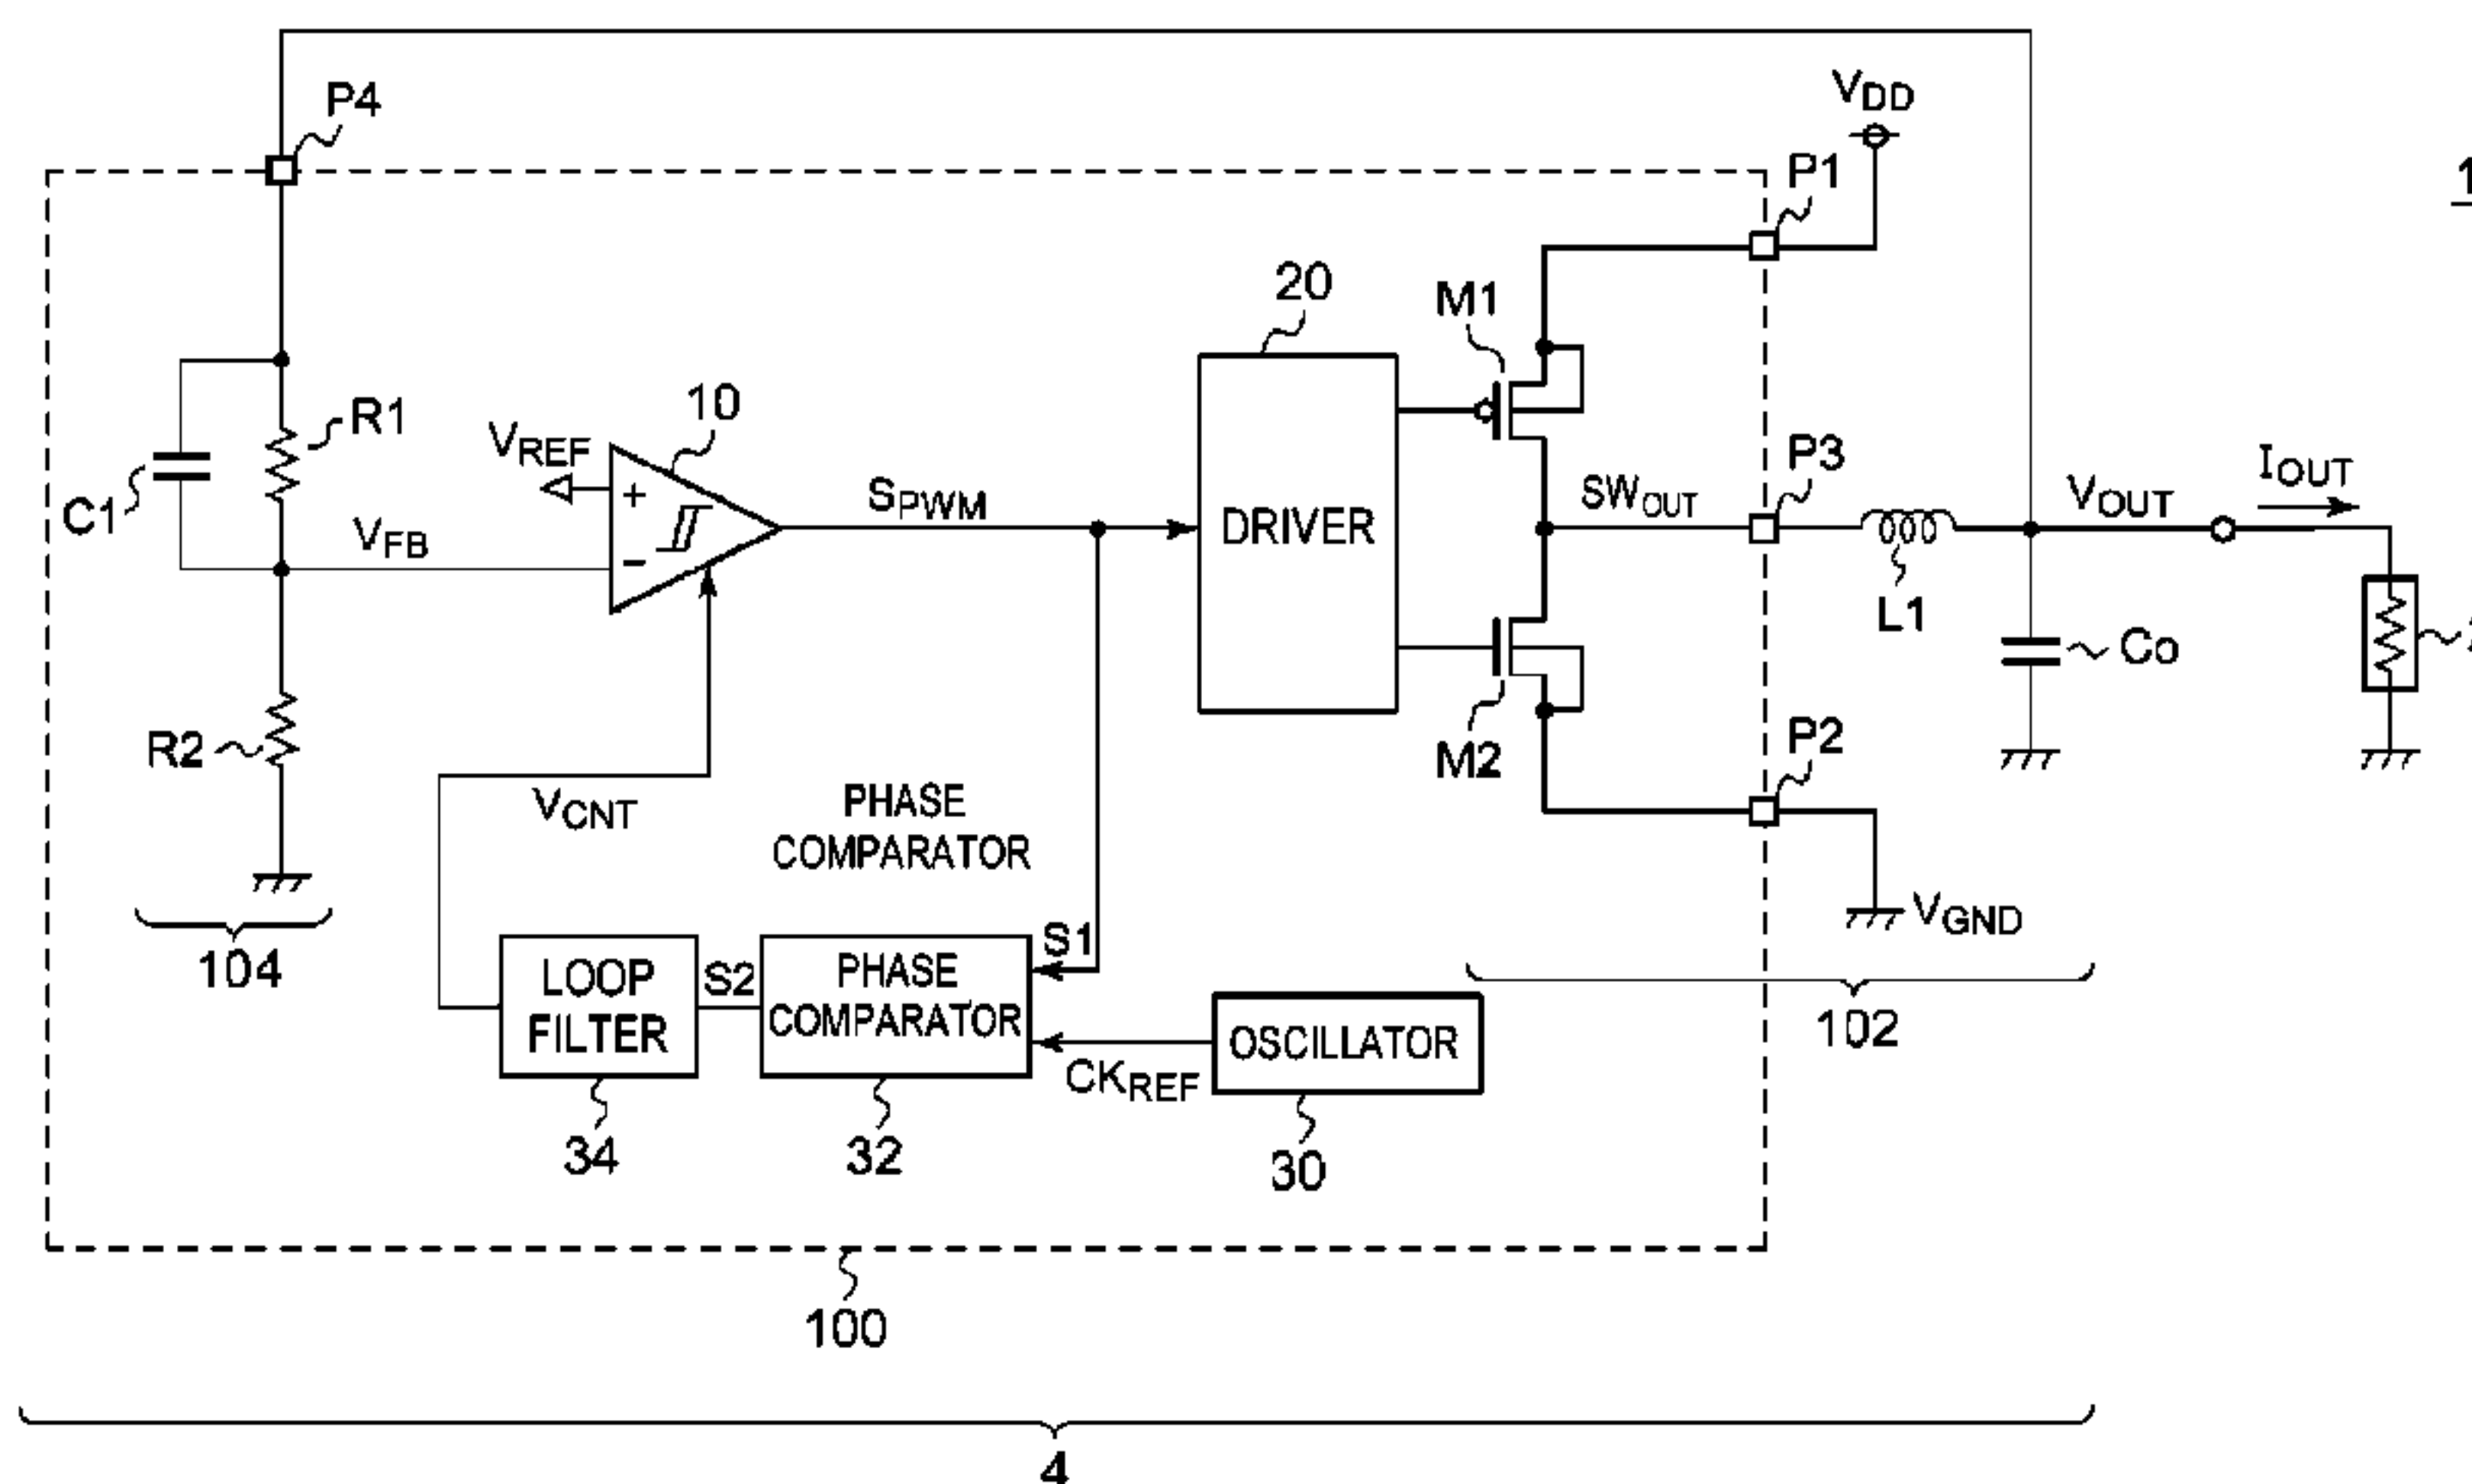 P4
VDD
P1
1
20
M1
R1
10
VREF
+
SPWM
DRIVER
SWOUT
P3
VOUT
IOUT
C1
VFB
−
L1
Co
R2
M2
P2
VCNT
PHASE
COMPARATOR
VGND
104
LOOP
FILTER
S2
PHASE
COMPARATOR
S1
CKREF
OSCILLATOR
102
34
32
30
100
4